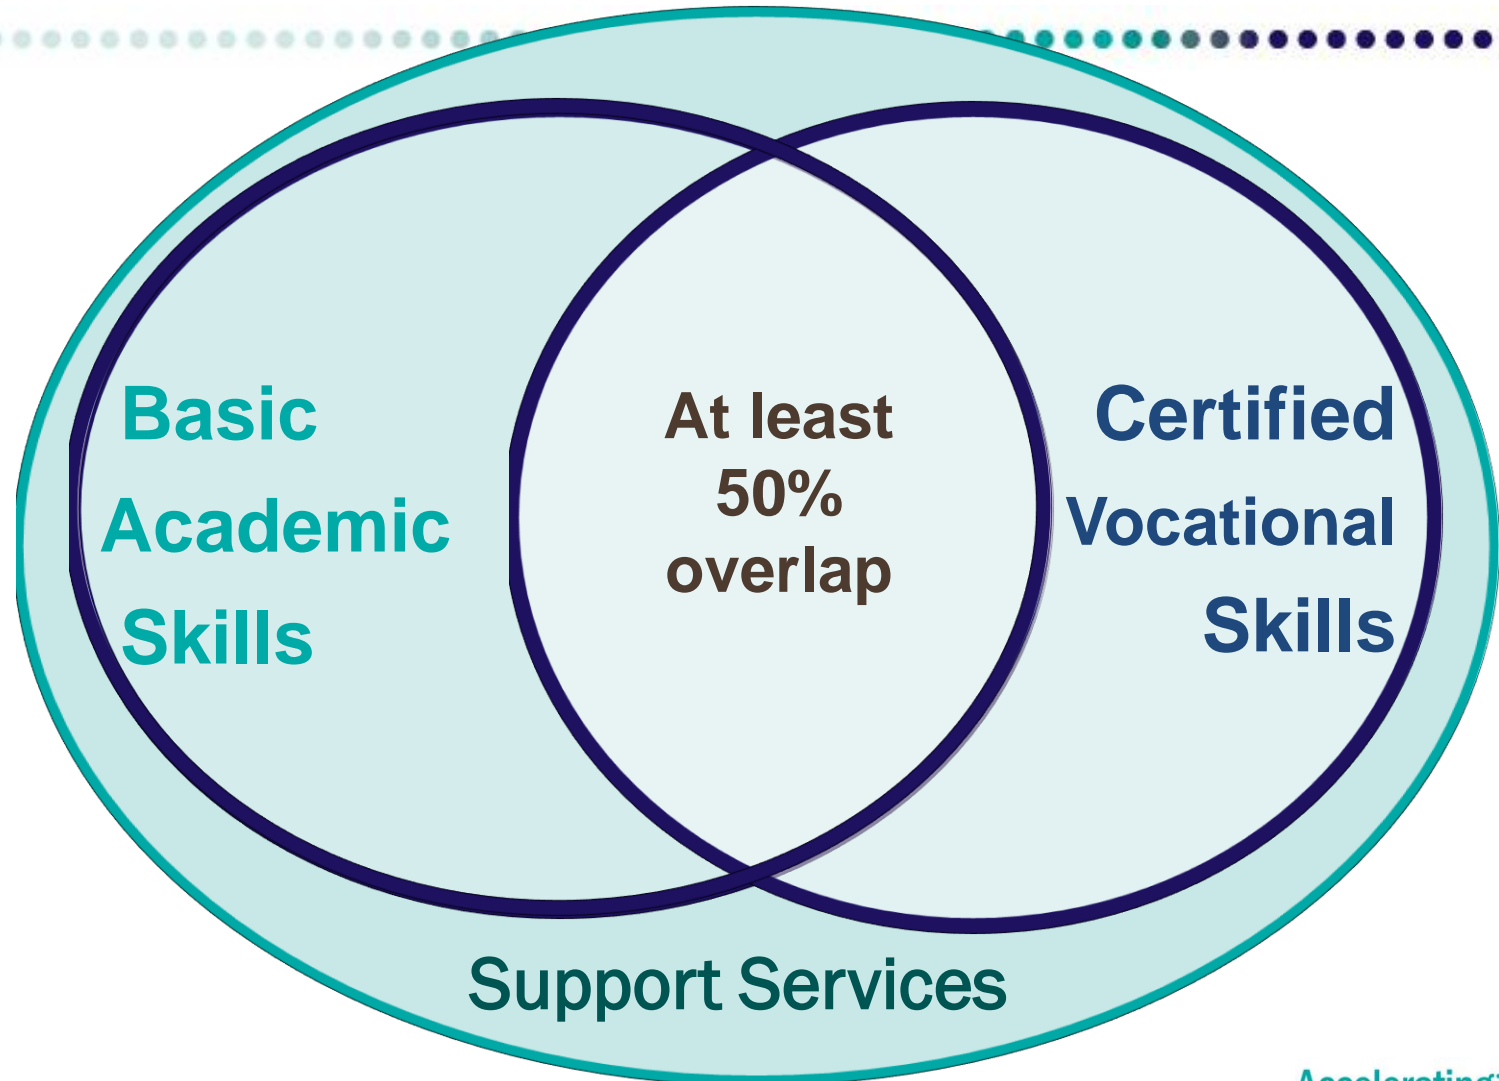 Basic
Academic
Skills
At least
50%
overlap
Certified
Vocational
Skills
Support Services